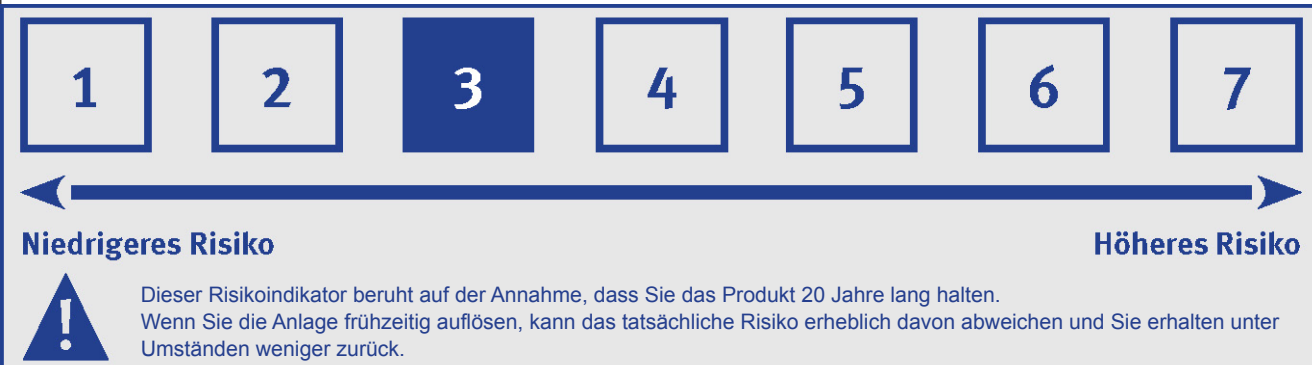 1 2 3 4 5 6 7
Niedrigeres Risiko Höheres Risiko
!
Dieser Risikoindikator beruht auf der Annahme, dass Sie das Produkt 20 Jahre lang halten.
Wenn Sie die Anlage frühzeitig auflösen, kann das tatsächliche Risiko erheblich davon abweichen und Sie erhalten unter
Umständen weniger zurück.